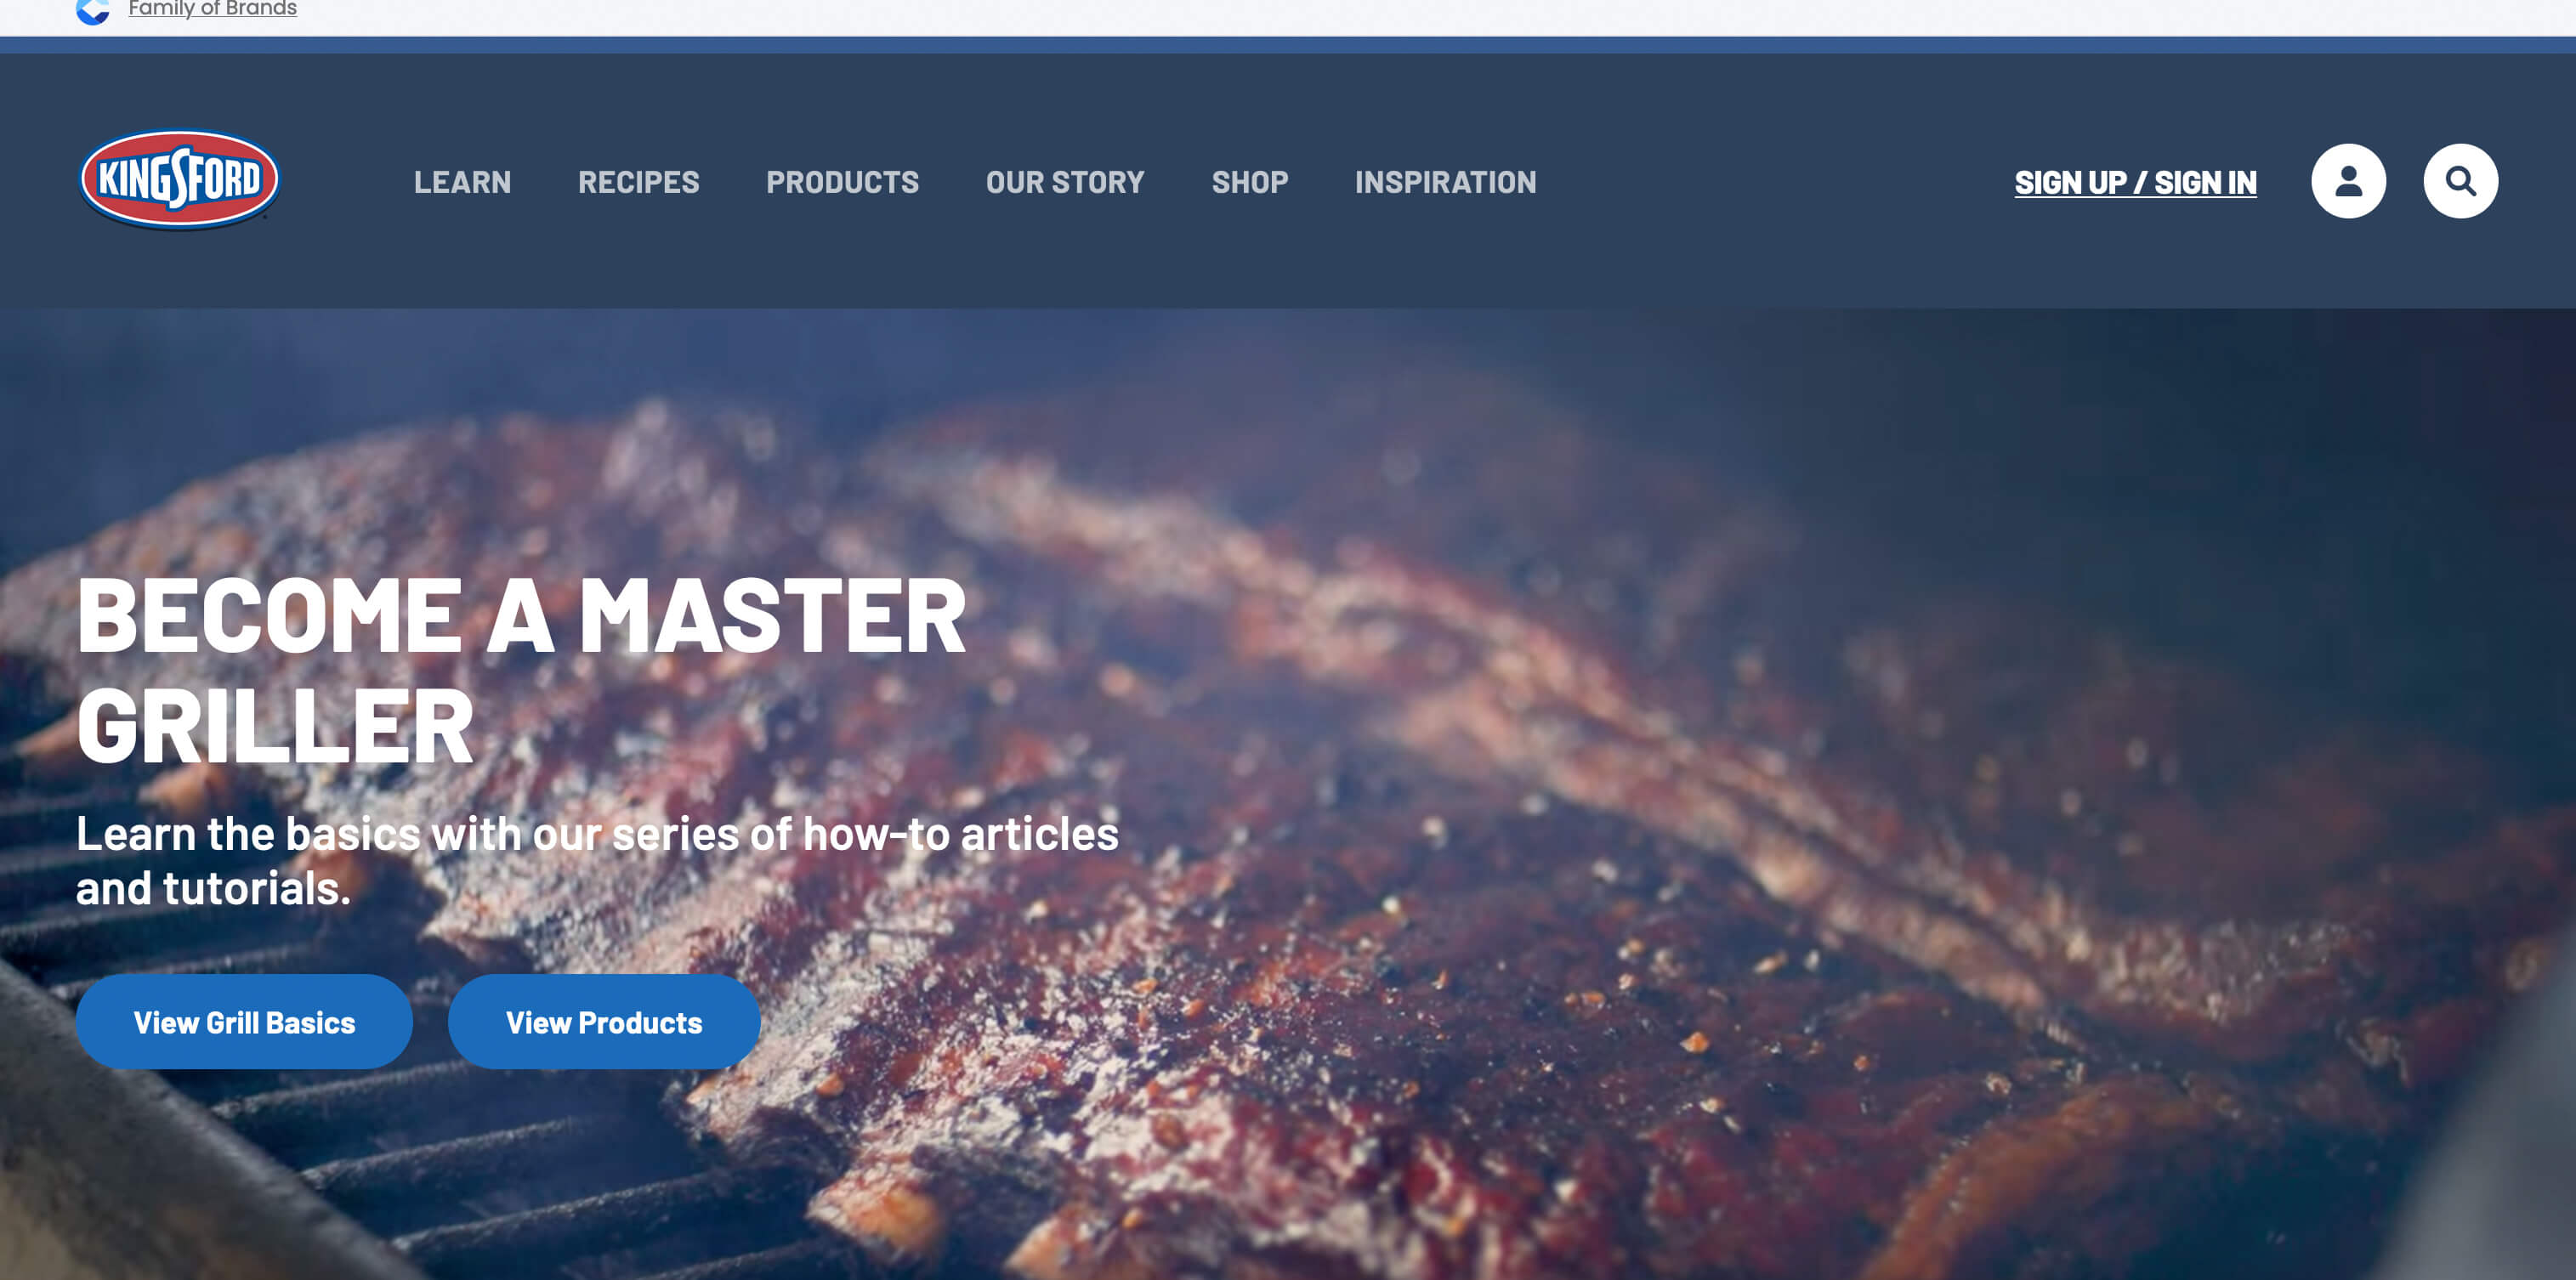 Family of Brands
KINGSFORD
LEARN RECIPES PRODUCTS OUR STORY SHOP INSPIRATION SIGN UP / SIGN IN
BECOME A MASTER
GRILLER
Learn the basics with our series of how-to articles
and tutorials.
View Grill Basics View Products